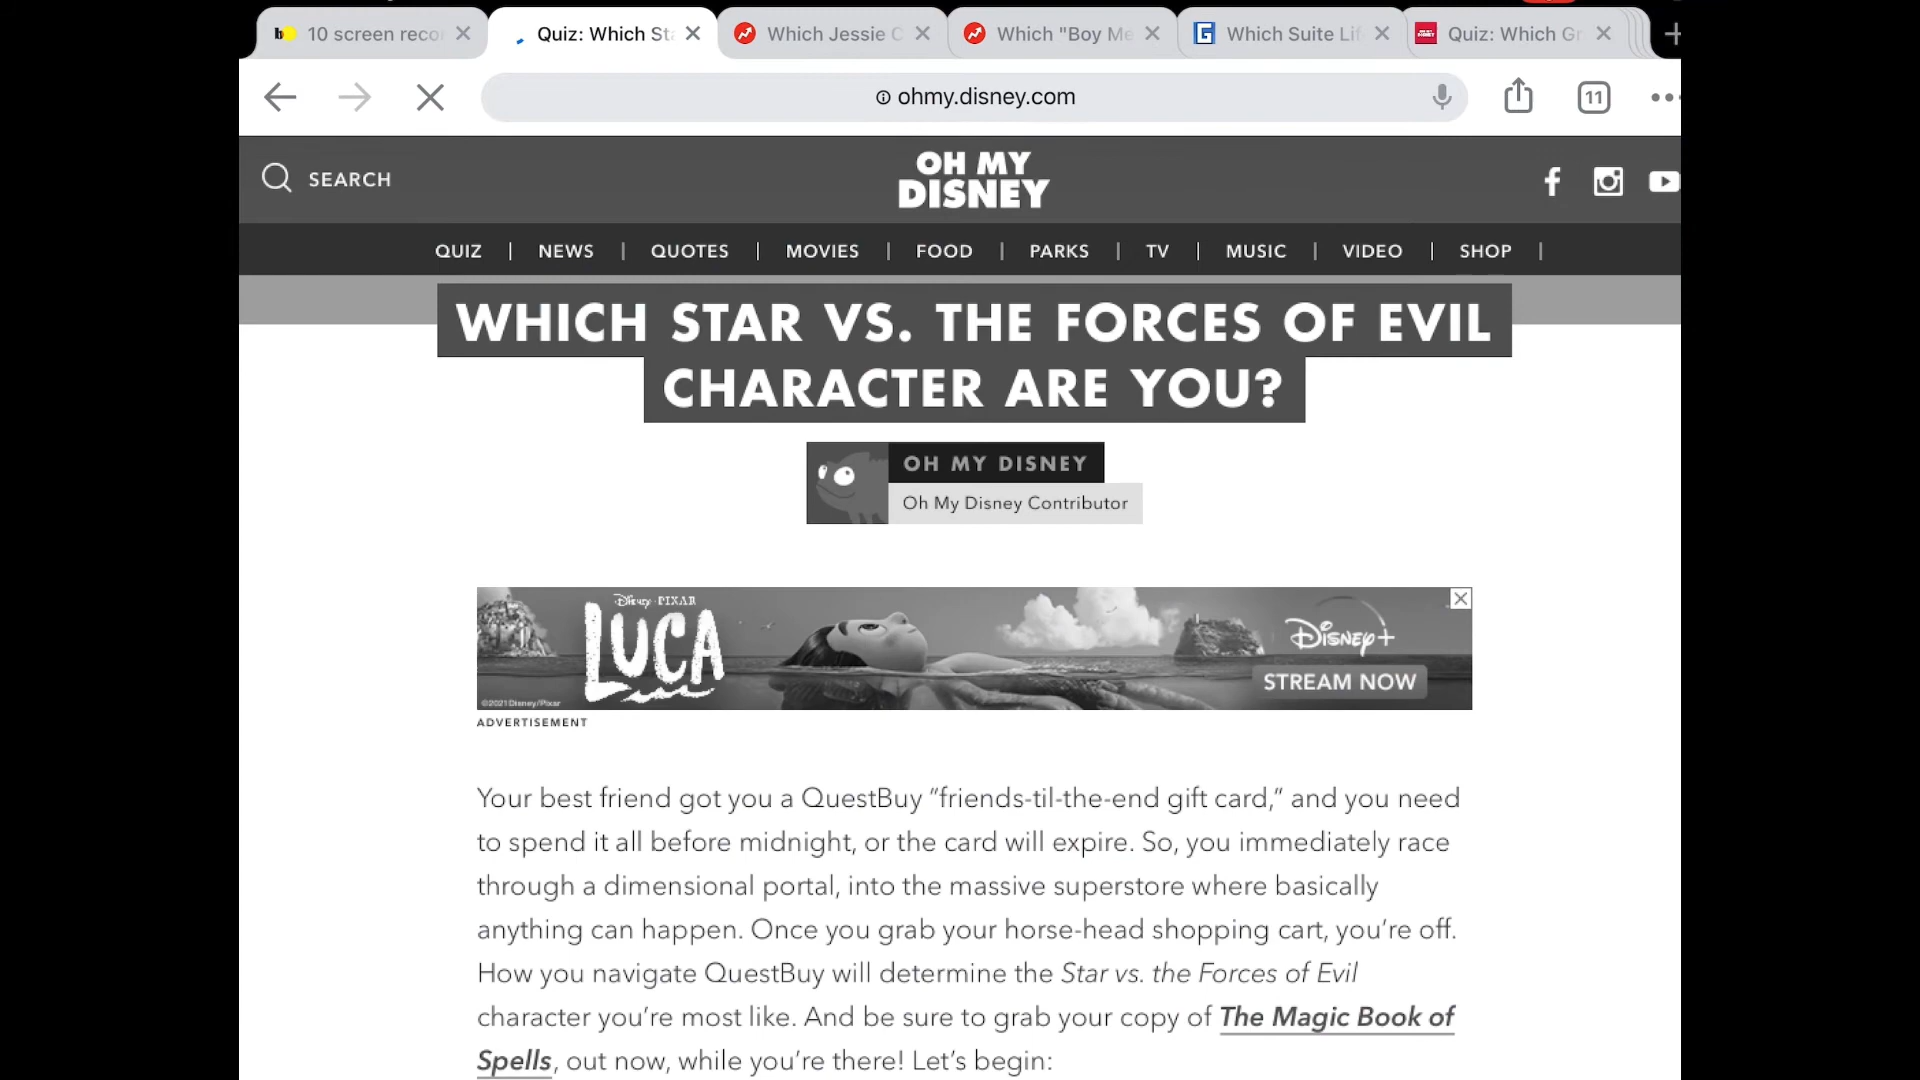 10 screen reco
Quiz: Which Sta
Which Jessie C
Which "Boy Me
Which Suite Lif
Quiz: Which Gr
ohmy.disney.com
11
SEARCH
OH MY
DISNEY
QUIZ | NEWS | QUOTES | MOVIES | FOOD | PARKS | TV | MUSIC | VIDEO | SHOP |
WHICH STAR VS. THE FORCES OF EVIL
CHARACTER ARE YOU?
OH MY DISNEY
Oh My Disney Contributor
Disney · PIXAR
LUCA
Disney+
STREAM NOW
©2021 Disney/Pixar
ADVERTISEMENT
Your best friend got you a QuestBuy “friends-til-the-end gift card,“ and you need
to spend it all before midnight, or the card will expire. So, you immediately race
through a dimensional portal, into the massive superstore where basically
anything can happen. Once you grab your horse-head shopping cart, you’re off.
How you navigate QuestBuy will determine the Star vs. the Forces of Evil
character you’re most like. And be sure to grab your copy of The Magic Book of
Spells, out now, while you’re there! Let’s begin: